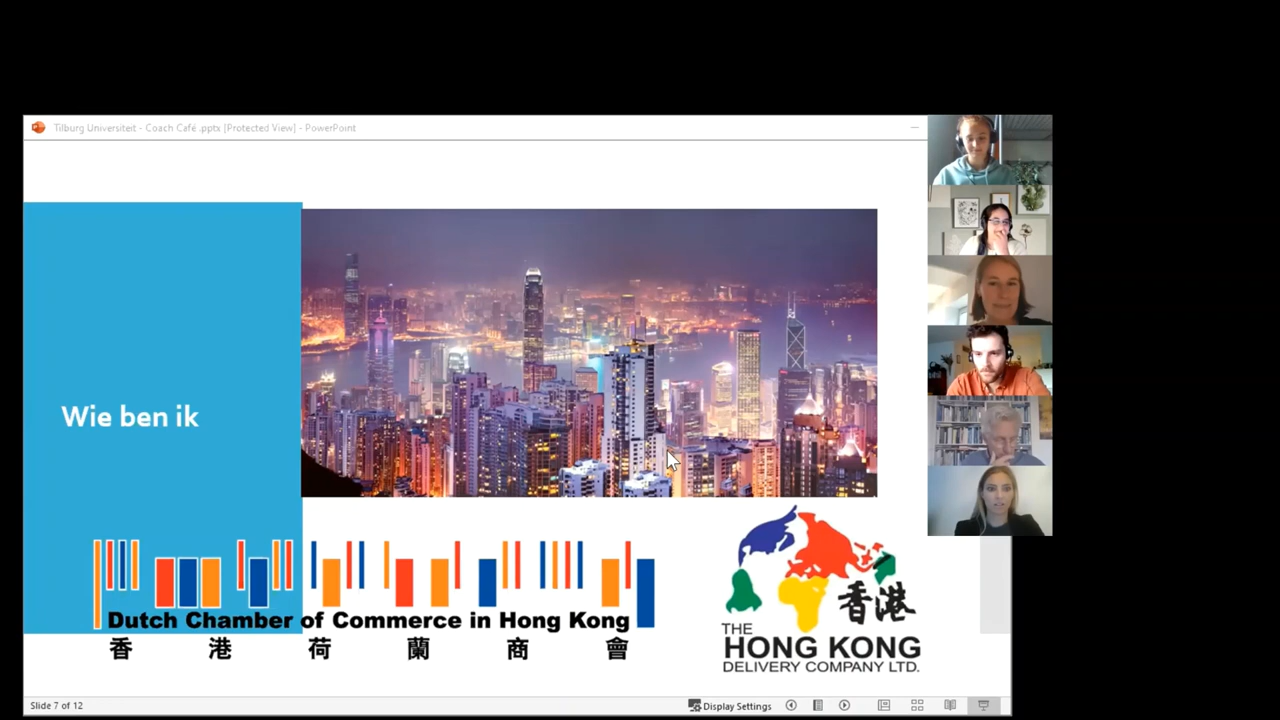 Tilburg Universiteit - Coach Café .pptx [Protected View] - PowerPoint
Wie ben ik
Dutch Chamber of Commerce in Hong Kong
香港荷蘭商會
香港
THE
HONG KONG
DELIVERY COMPANY LTD.
Slide 7 of 12
Display Settings